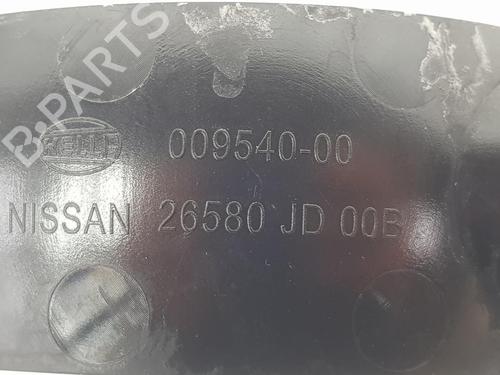 B-PARTS
HELLA
009540-00
NISSAN 26580 JD 00B